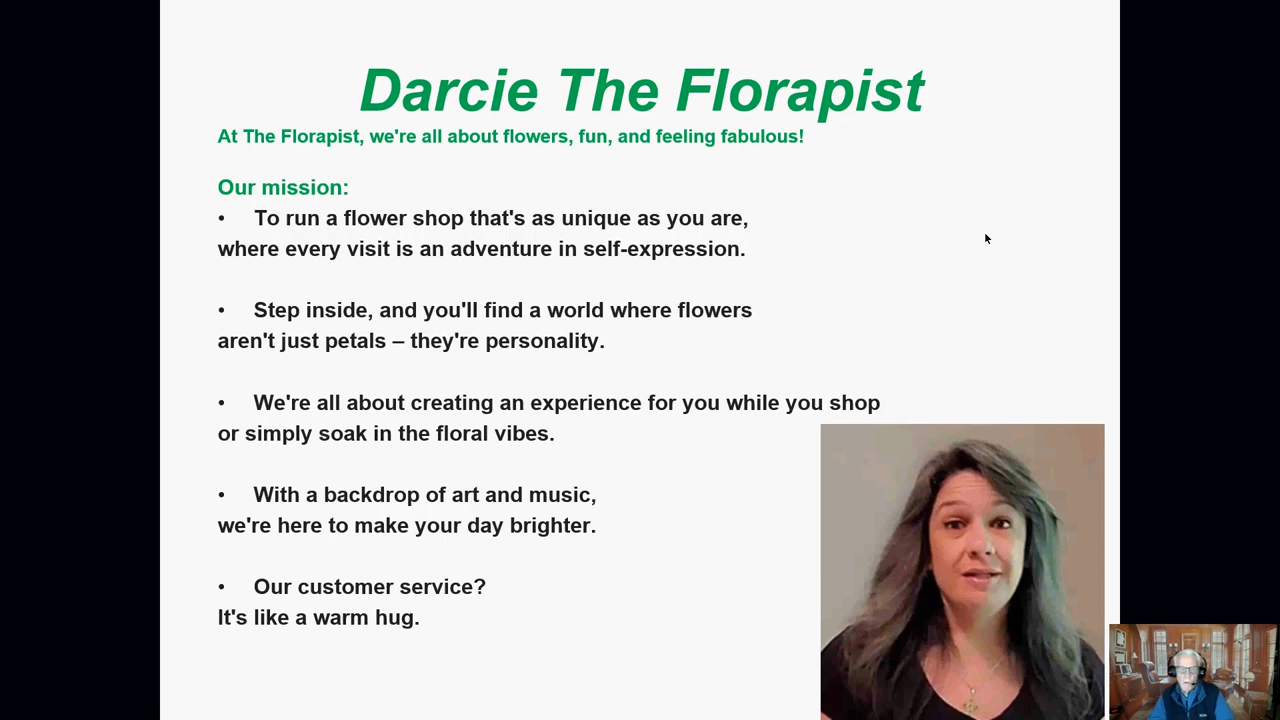 Darcie The Florapist
At The Florapist, we're all about flowers, fun, and feeling fabulous!
Our mission:
• To run a flower shop that's as unique as you are,
where every visit is an adventure in self-expression.
• Step inside, and you'll find a world where flowers
aren't just petals – they're personality.
• We're all about creating an experience for you while you shop
or simply soak in the floral vibes.
• With a backdrop of art and music,
we're here to make your day brighter.
• Our customer service?
It's like a warm hug.